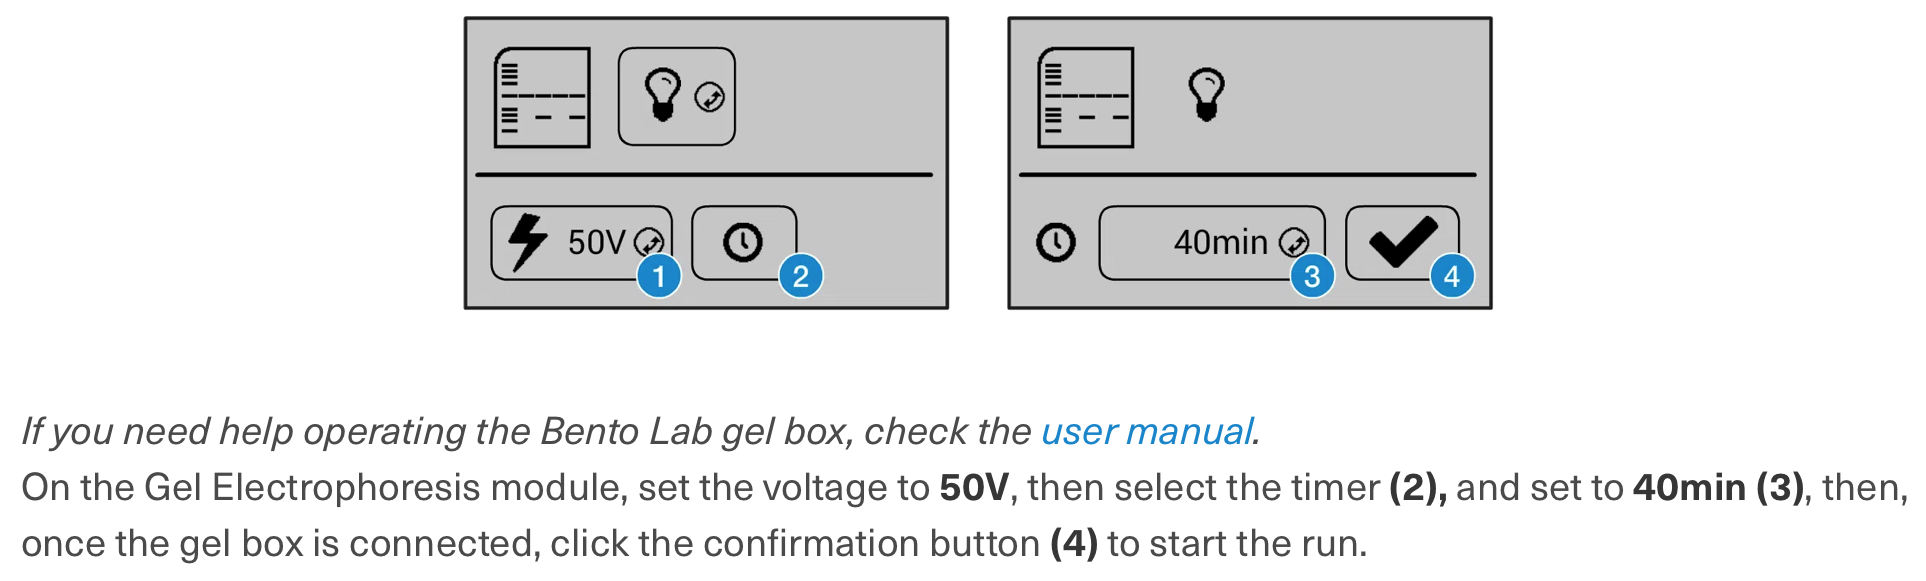 50V
1
2
40min
3
4
If you need help operating the Bento Lab gel box, check the user manual.
On the Gel Electrophoresis module, set the voltage to 50V, then select the timer (2), and set to 40min (3), then,
once the gel box is connected, click the confirmation button (4) to start the run.